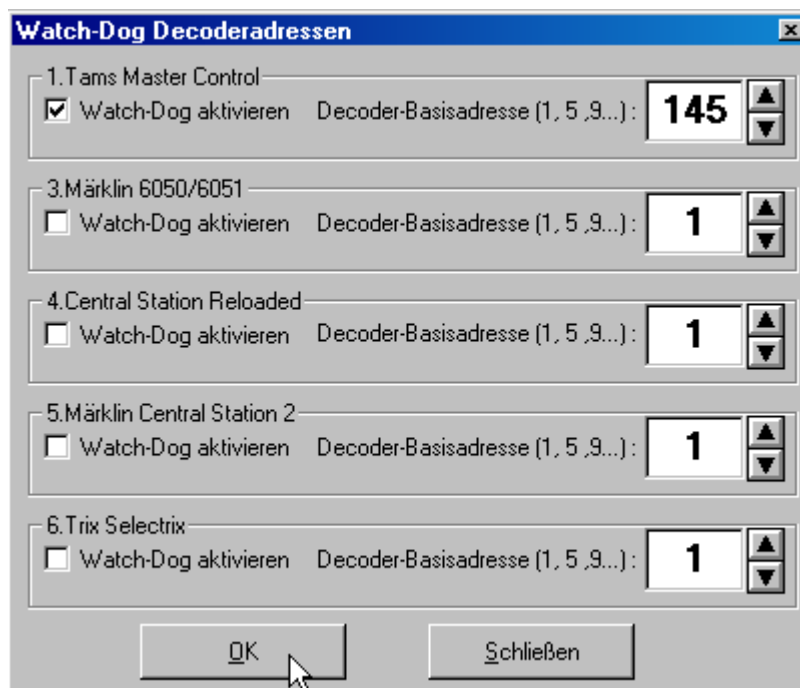 Watch-Dog Decoderadressen
1.Tams Master Control
Watch-Dog aktivieren Decoder-Basisadresse (1, 5 ,9...) : 145
3.Märklin 6050/6051
Watch-Dog aktivieren Decoder-Basisadresse (1, 5 ,9...) : 1
4.Central Station Reloaded
Watch-Dog aktivieren Decoder-Basisadresse (1, 5 ,9...) : 1
5.Märklin Central Station 2
Watch-Dog aktivieren Decoder-Basisadresse (1, 5 ,9...) : 1
6.Trix Selectrix
Watch-Dog aktivieren Decoder-Basisadresse (1, 5 ,9...) : 1
OK Schließen